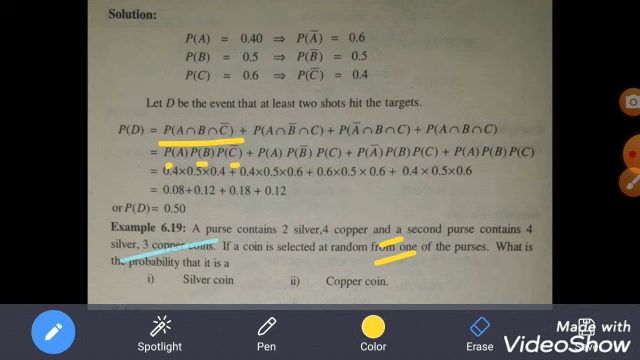 Solution:
P(A) = 0.40 ⇒ P(A̅) = 0.6
P(B) = 0.5 ⇒ P(B̅) = 0.5
P(C) = 0.6 ⇒ P(C̅) = 0.4
Let D be the event that at least two shots hit the targets.
P(D) = P(A∩B∩C̅) + P(A∩B̅∩C) + P(A̅∩B∩C) + P(A∩B∩C)
= P(A) P(B) P(C̅) + P(A) P(B̅) P(C) + P(A̅) P(B) P(C) + P(A) P(B) P(C)
= 0.4×0.5×0.4 + 0.4×0.5×0.6 + 0.6×0.5 × 0.6 + 0.4 × 0.5×0.6
= 0.08+0.12 + 0.18 + 0.12
or P(D)= 0.50
Example 6.19: A purse contains 2 silver,4 copper and a second purse contains 4
silver, 3 copper coins. If a coin is selected at random from one of the purses. What is
the probability that it is a
i) Silver coin ii) Copper coin.
Spotlight Pen Color Erase
Made with
VideoShow